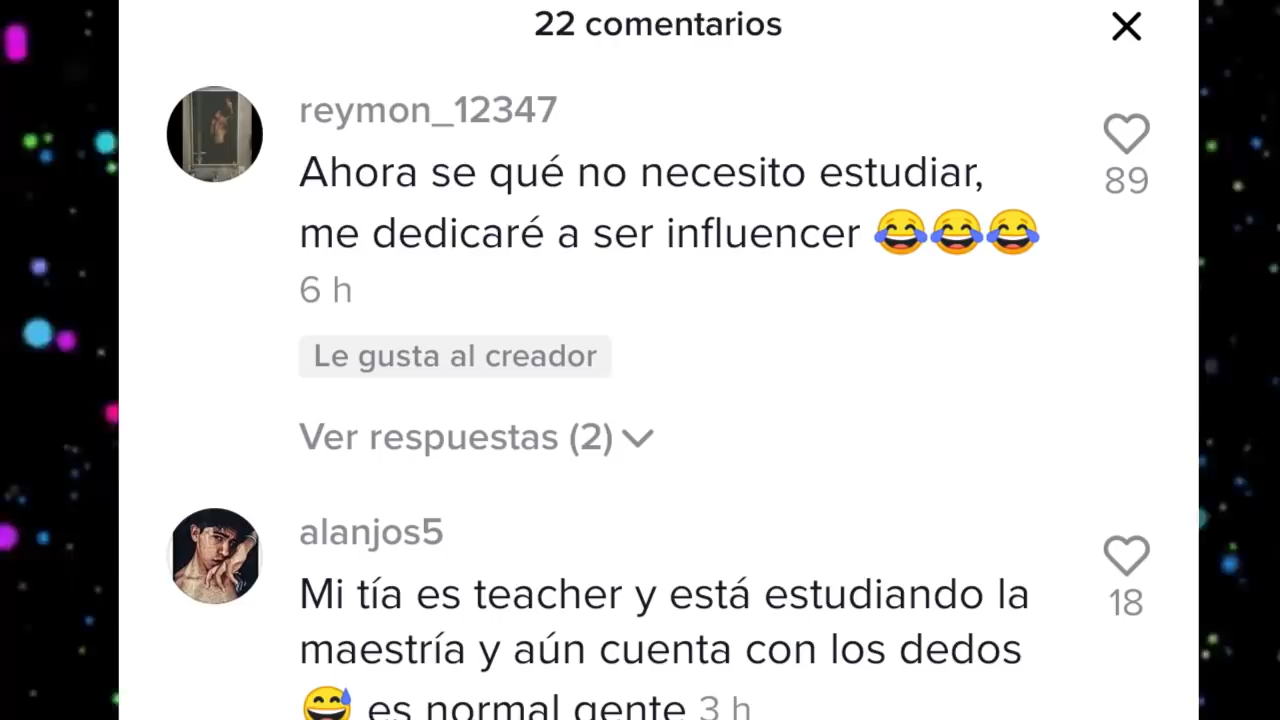 22 comentarios
reymon_12347
Ahora se qué no necesito estudiar,
me dedicaré a ser influencer 😂😂😂
89
6 h
Le gusta al creador
Ver respuestas (2)
alanjos5
Mi tía es teacher y está estudiando la
maestría y aún cuenta con los dedos
18
😅 es normal gente 3 h